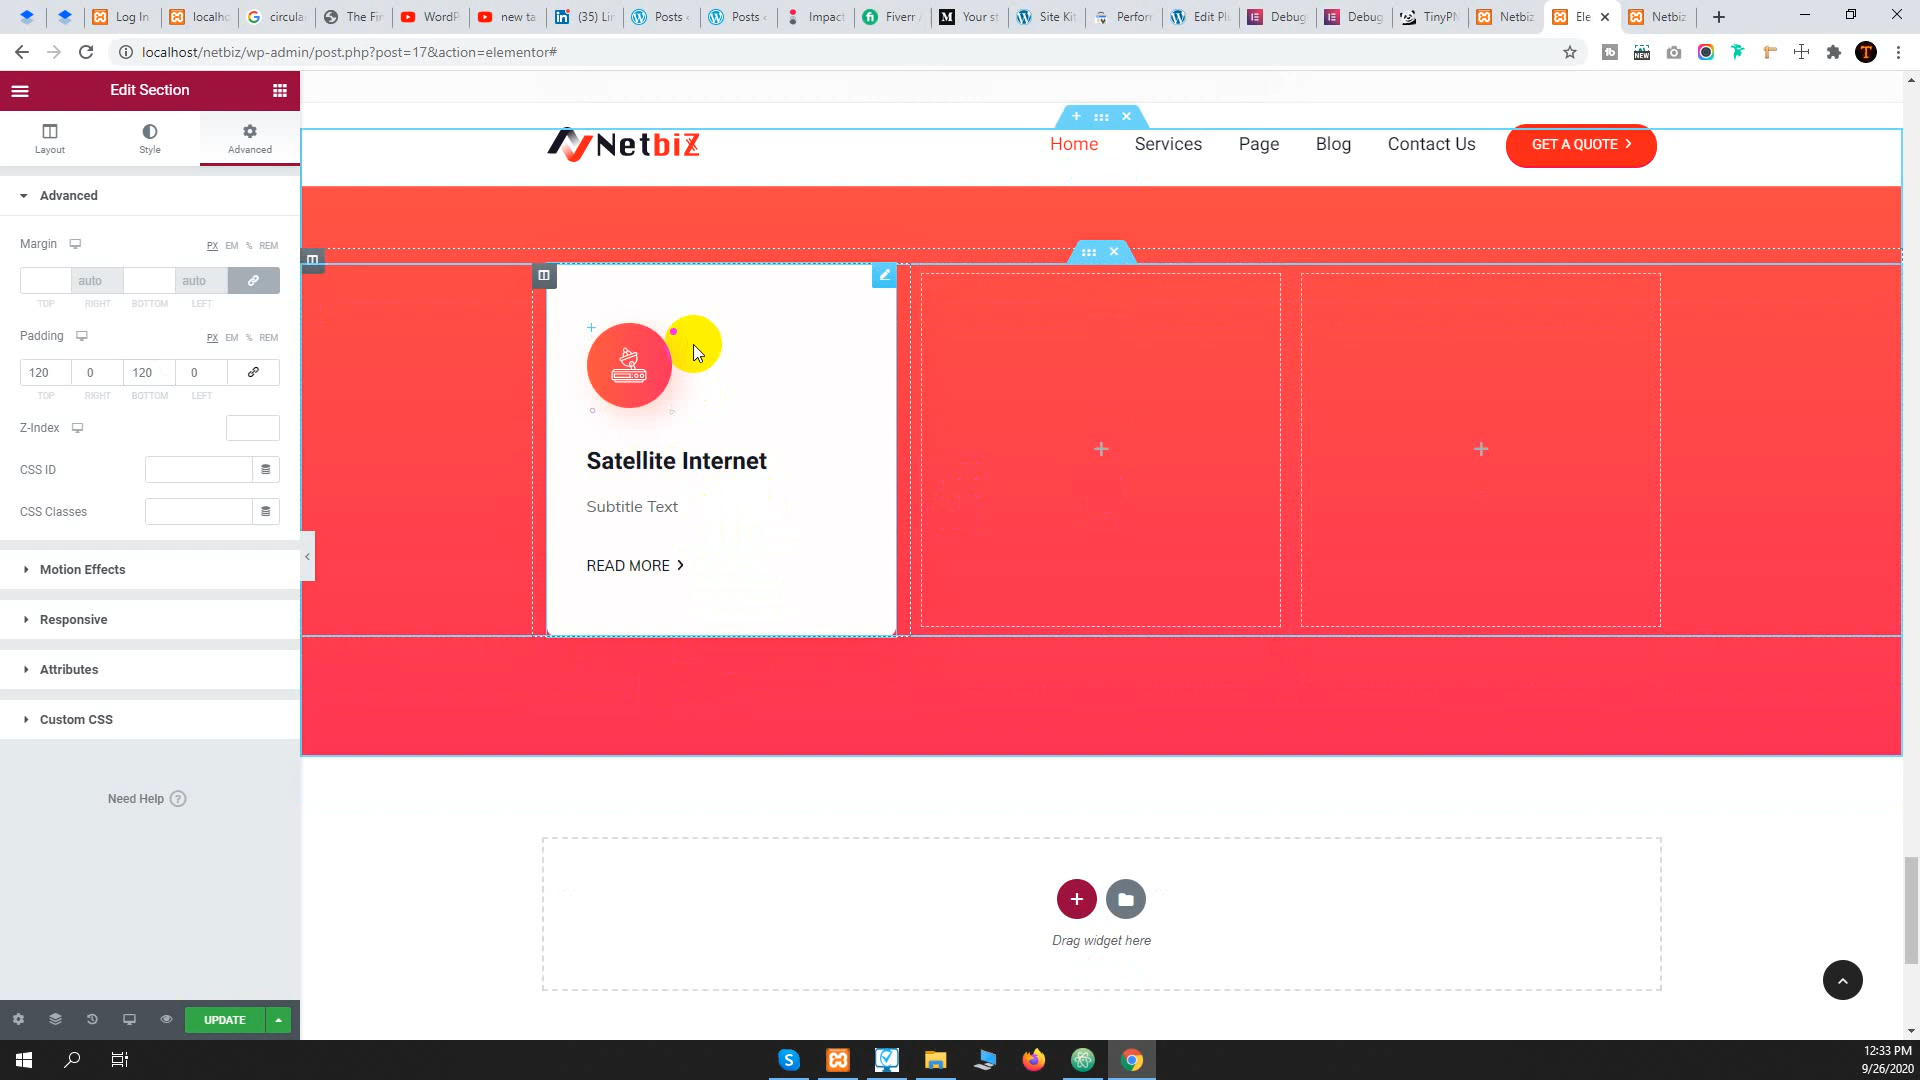 Log In
localho
circula
The Fir
WordP
new ta
(35) Lin
Posts
Posts
Impact
Fiverr
Your st
Site Kit
Perfor
Edit Pl
Debug
Debug
TinyPN
Netbiz
Ele
Netbiz
localhost/netbiz/wp-admin/post.php?post=17&action=elementor#
Edit Section
Layout
Style
Advanced
Advanced
Margin
PX EM % REM
auto
auto
TOP RIGHT BOTTOM LEFT
Padding
PX EM % REM
120 0 120 0
TOP RIGHT BOTTOM LEFT
Z-Index
CSS ID
CSS Classes
Motion Effects
Responsive
Attributes
Custom CSS
Need Help ?
UPDATE
NetbiZ
Home
Services
Page
Blog
Contact Us
GET A QUOTE
Satellite Internet
Subtitle Text
READ MORE
Drag widget here
12:33 PM
9/26/2020